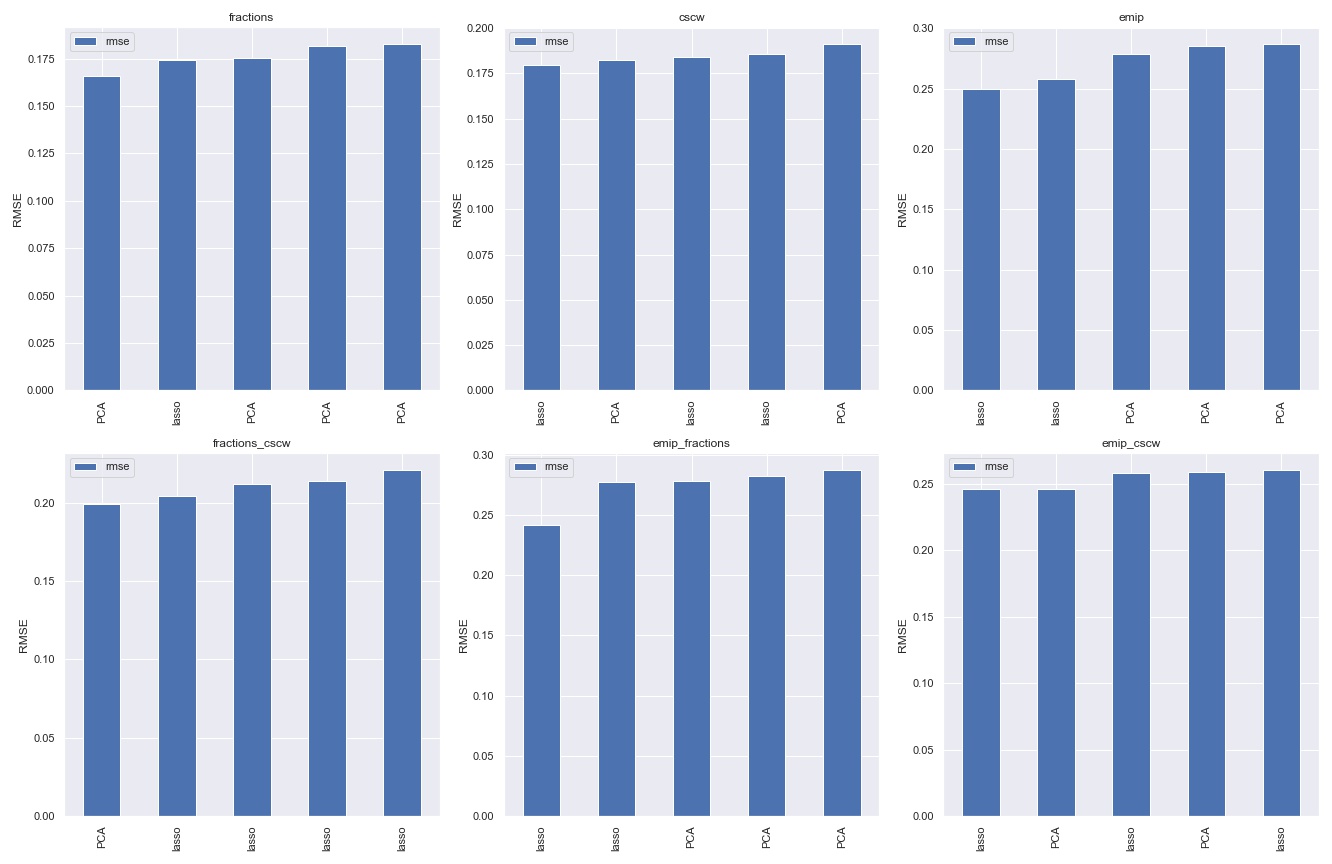 fractions
rmse
RMSE
0.175
0.150
0.125
0.100
0.075
0.050
0.025
0.000
PCA
lasso
PCA
PCA
PCA
cscw
rmse
RMSE
0.200
0.175
0.150
0.125
0.100
0.075
0.050
0.025
0.000
lasso
PCA
lasso
lasso
PCA
emip
rmse
RMSE
0.30
0.25
0.20
0.15
0.10
0.05
0.00
lasso
lasso
PCA
PCA
PCA
fractions_cscw
rmse
RMSE
0.20
0.15
0.10
0.05
0.00
PCA
lasso
lasso
lasso
lasso
emip_fractions
rmse
RMSE
0.30
0.25
0.20
0.15
0.10
0.05
0.00
lasso
lasso
PCA
PCA
PCA
emip_cscw
rmse
RMSE
0.25
0.20
0.15
0.10
0.05
0.00
lasso
PCA
lasso
PCA
lasso